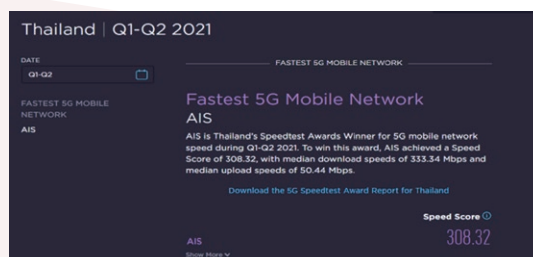 Thailand | Q1-Q2 2021
DATE
Q1-Q2
FASTEST 5G MOBILE
NETWORK
AIS
FASTEST 5G MOBILE NETWORK
Fastest 5G Mobile Network
AIS
AIS is Thailand's Speedtest Awards Winner for 5G mobile network
speed during Q1-Q2 2021. To win this award, AIS achieved a Speed
Score of 308.32, with median download speeds of 333.34 Mbps and
median upload speeds of 50.44 Mbps.
Download the 5G Speedtest Award Report for Thailand
Speed Score
AIS
308.32
Show More